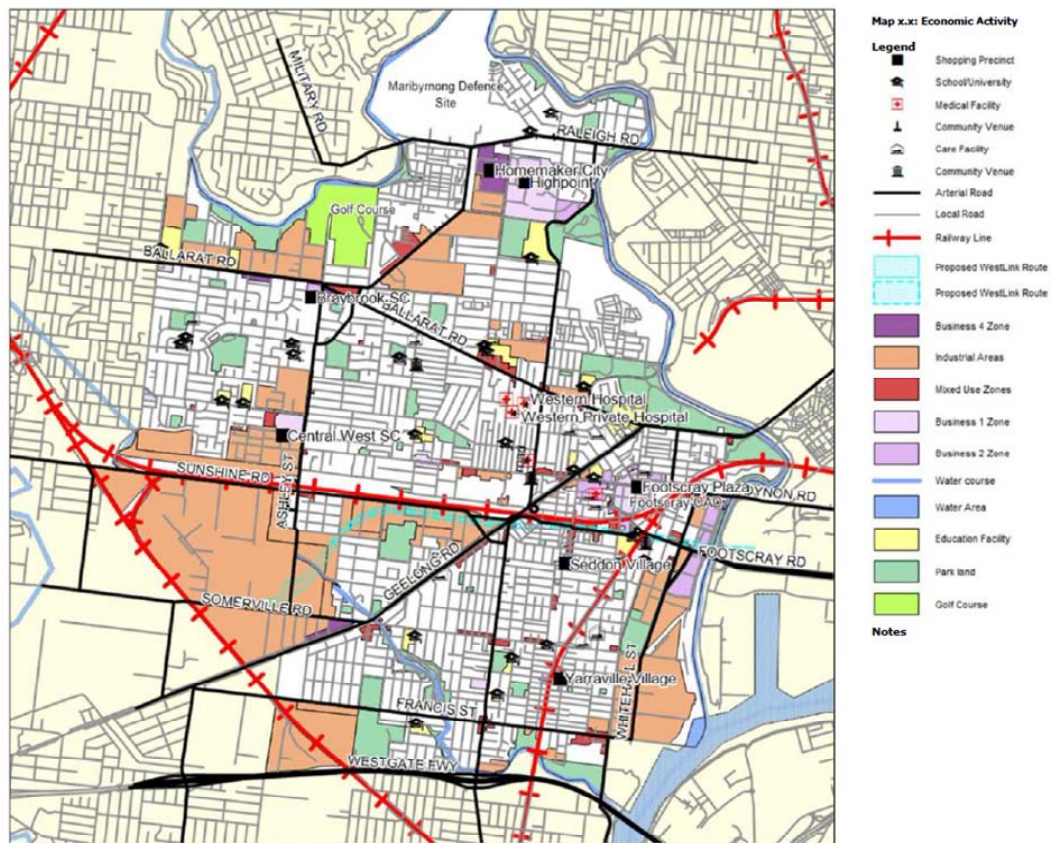 Map x.x: Economic Activity
Legend
Shopping Precinct
School/University
Medical Facility
Community Venue
Care Facility
Community Venue
Arterial Road
Local Road
Railway Line
Proposed WestLink Route
Proposed WestLink Route
Business 4 Zone
Industrial Areas
Mixed Use Zones
Business 1 Zone
Business 2 Zone
Water course
Water Area
Education Facility
Park land
Golf Course
Notes
MILITARY RD
Maribyrnong Defence
Site
RALEIGH RD
Homemaker City
Highpoint
Golf Course
BALLARAT RD
Braybrook SC
BALLARAT RD
Western Hospital
Western Private Hospital
Central West SC
SUNSHINE RD
ASHLEY ST
Footscray Plaza
DYNON RD
Footscray CAD
FOOTSCRAY RD
GEELONG RD
Seddon Village
SOMERVILLE RD
Yarraville Village
WHITEHALL ST
FRANCIS ST
WESTGATE FWY